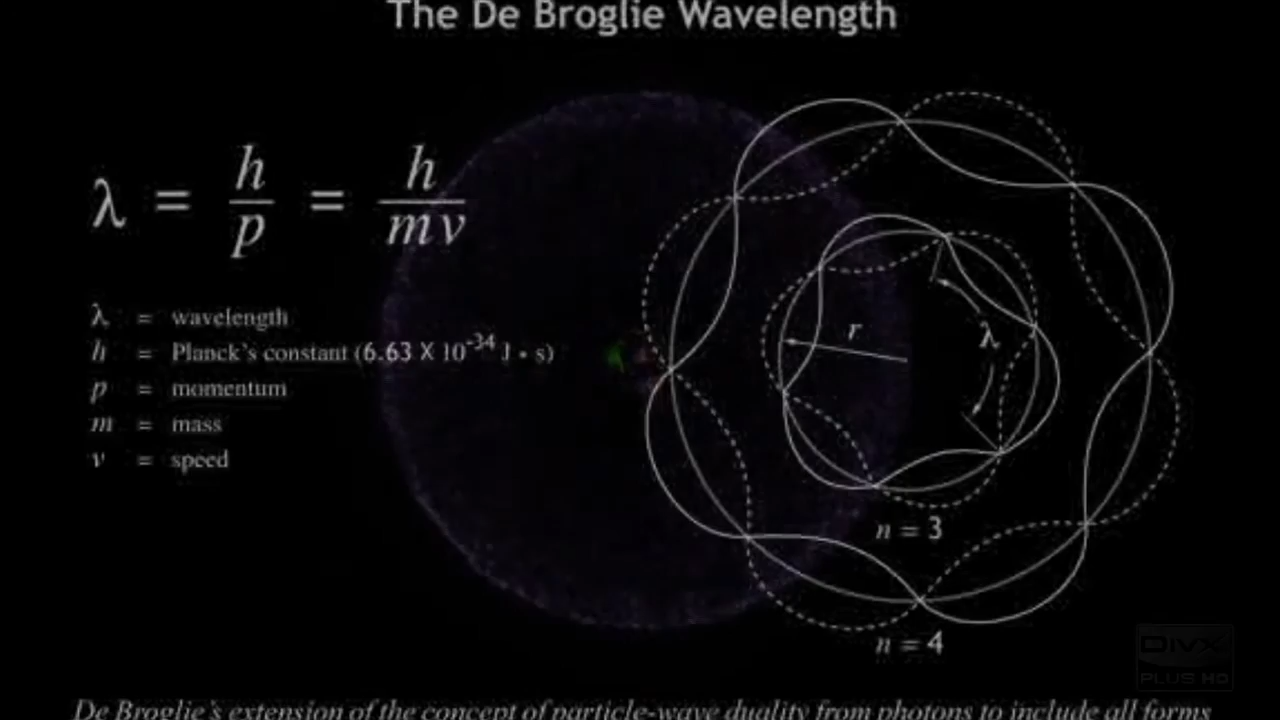 The De Broglie Wavelength
λ = h/p = h/mv
λ = wavelength
h = Planck's constant (6.63 X 10^-34 J • s)
p = momentum
m = mass
v = speed
r
λ
n = 3
n = 4
DIVX
PLUS HD
De Broglie's extension of the concept of particle-wave duality from photons to include all forms